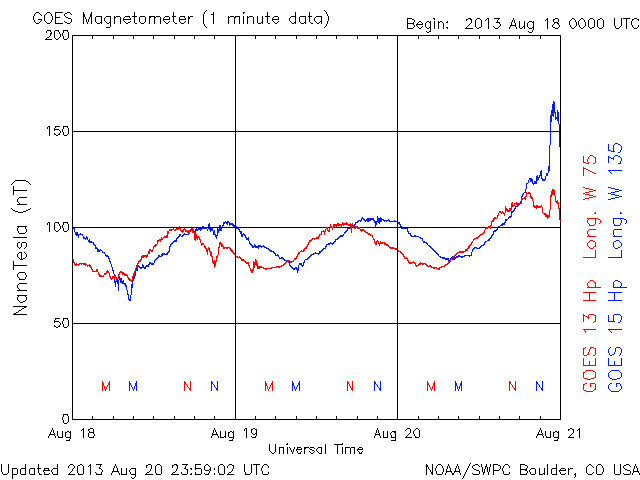 GOES Magnetometer (1 minute data)
Begin: 2013 Aug 18 0000 UTC
200
150
100
50
0
NanoTesla (nT)
M M N N M M N N M M N N
Aug 18 Aug 19 Aug 20 Aug 21
Universal Time
GOES 13 Hp Long. W 75
GOES 15 Hp Long. W 135
Updated 2013 Aug 20 23:59:02 UTC
NOAA/SWPC Boulder, CO USA